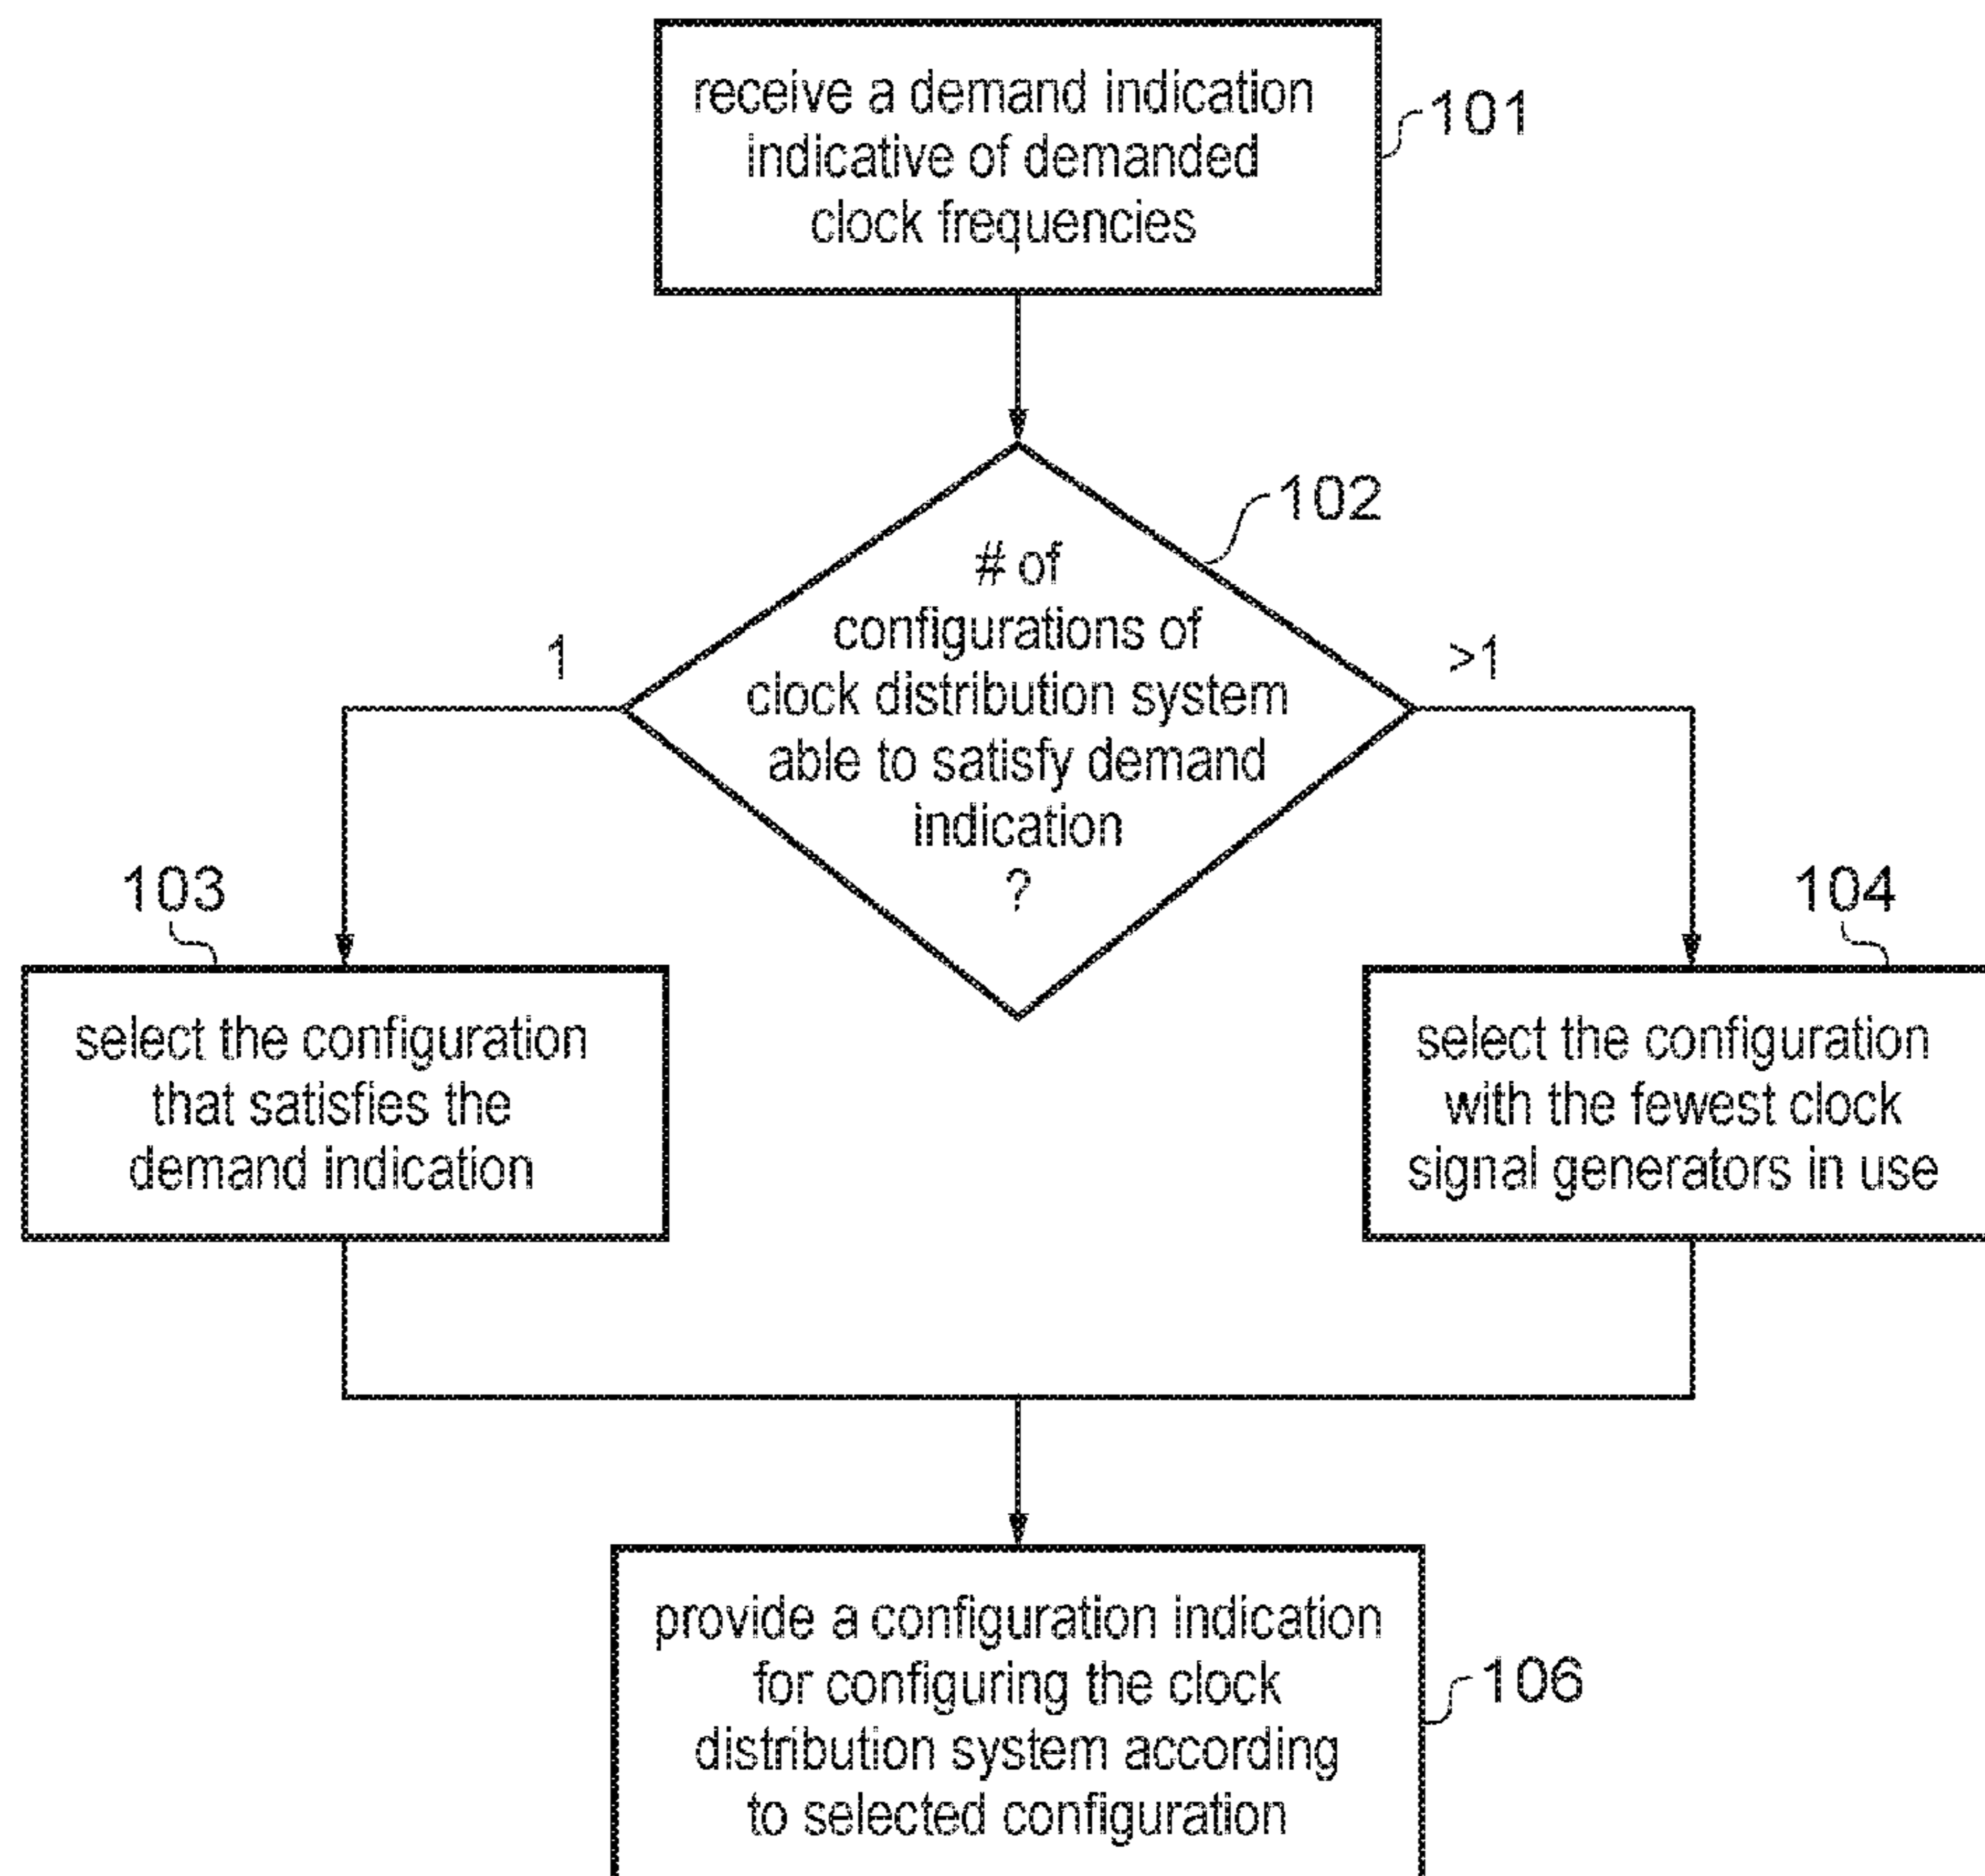 receive a demand indication
indicative of demanded
clock frequencies
101
102
# of
configurations of
clock distribution system
able to satisfy demand
indication
?
1
>1
103
select the configuration
that satisfies the
demand indication
104
select the configuration
with the fewest clock
signal generators in use
provide a configuration indication
for configuring the clock
distribution system according
to selected configuration
106